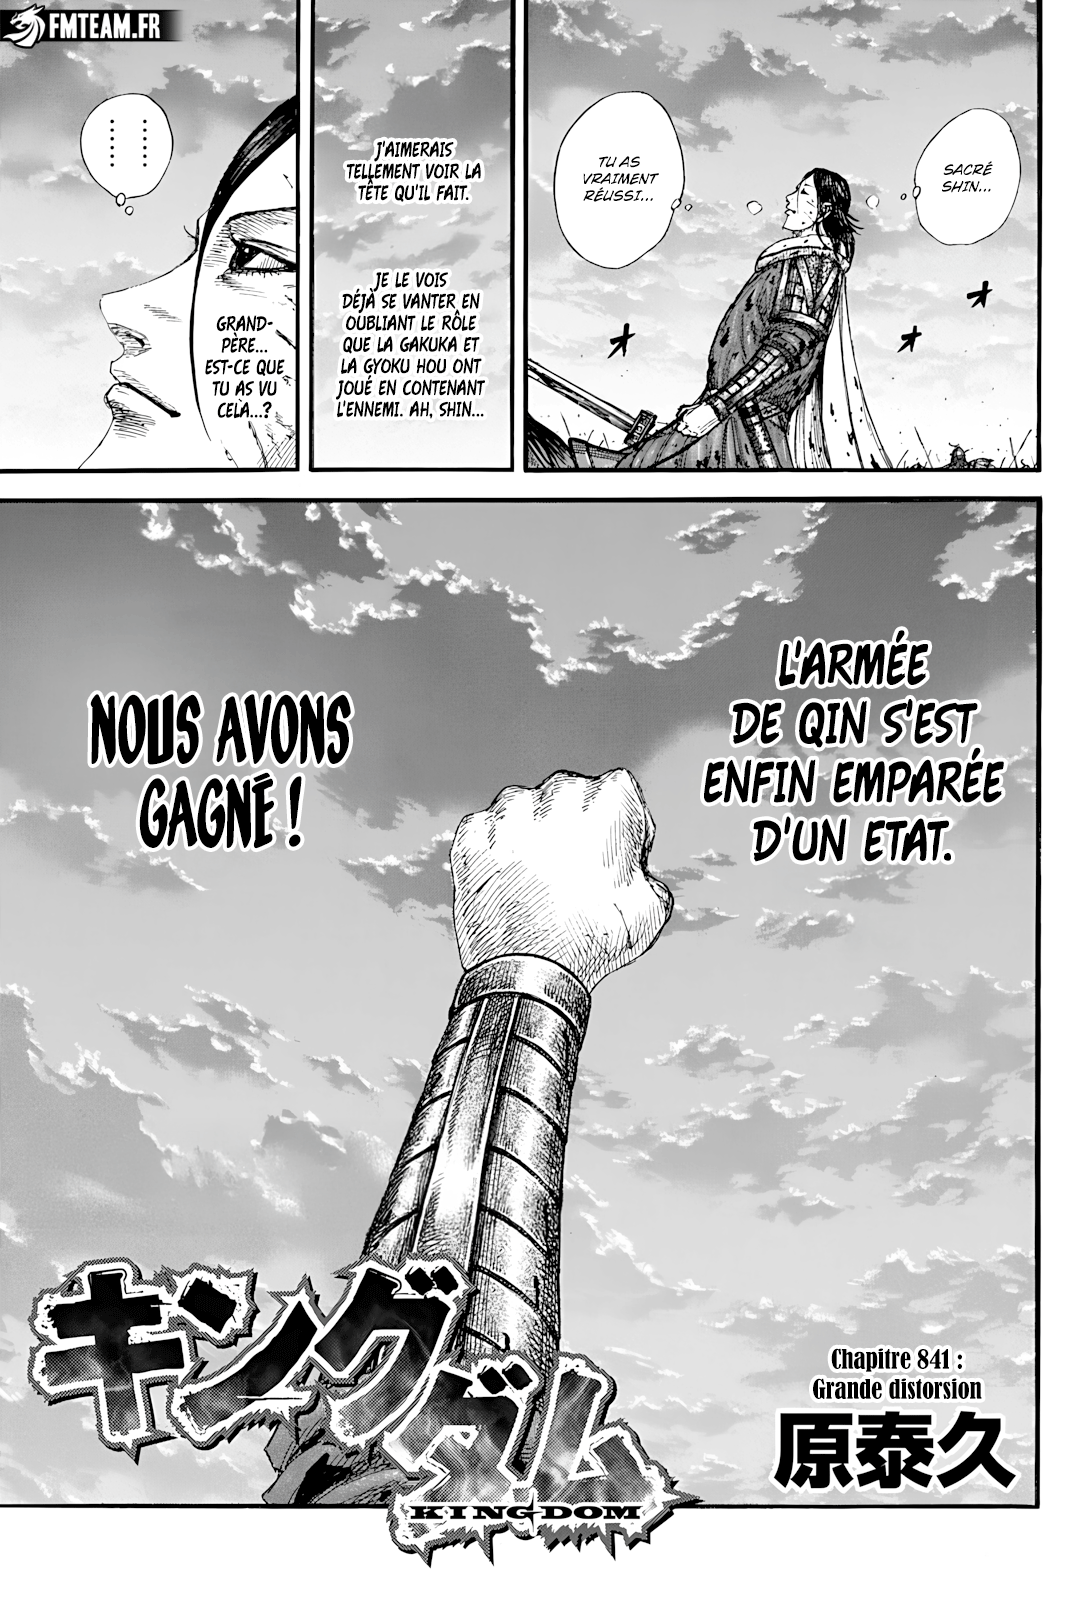 FMTEAM.FR
SACRÉ
SHIN...
TU AS
VRAIMENT
RÉUSSI...
J'AIMERAIS
TELLEMENT VOIR LA
TÊTE QU'IL FAIT.
JE LE VOIS
DÉJÀ SE VANTER EN
OUBLIANT LE RÔLE
QUE LA GAKUKA ET
LA GYOKU HOU ONT
JOUÉ EN CONTENANT
L'ENNEMI. AH, SHIN...
......
......
GRAND-
PÈRE...
EST-CE QUE
TU AS VU
CELÀ...?
L'ARMÉE
DE QIN S'EST
ENFIN EMPARÉE
D'UN ETAT.
NOUS AVONS
GAGNÉ !
キングダム
KINGDOM
Chapitre 841 :
Grande distorsion
原泰久